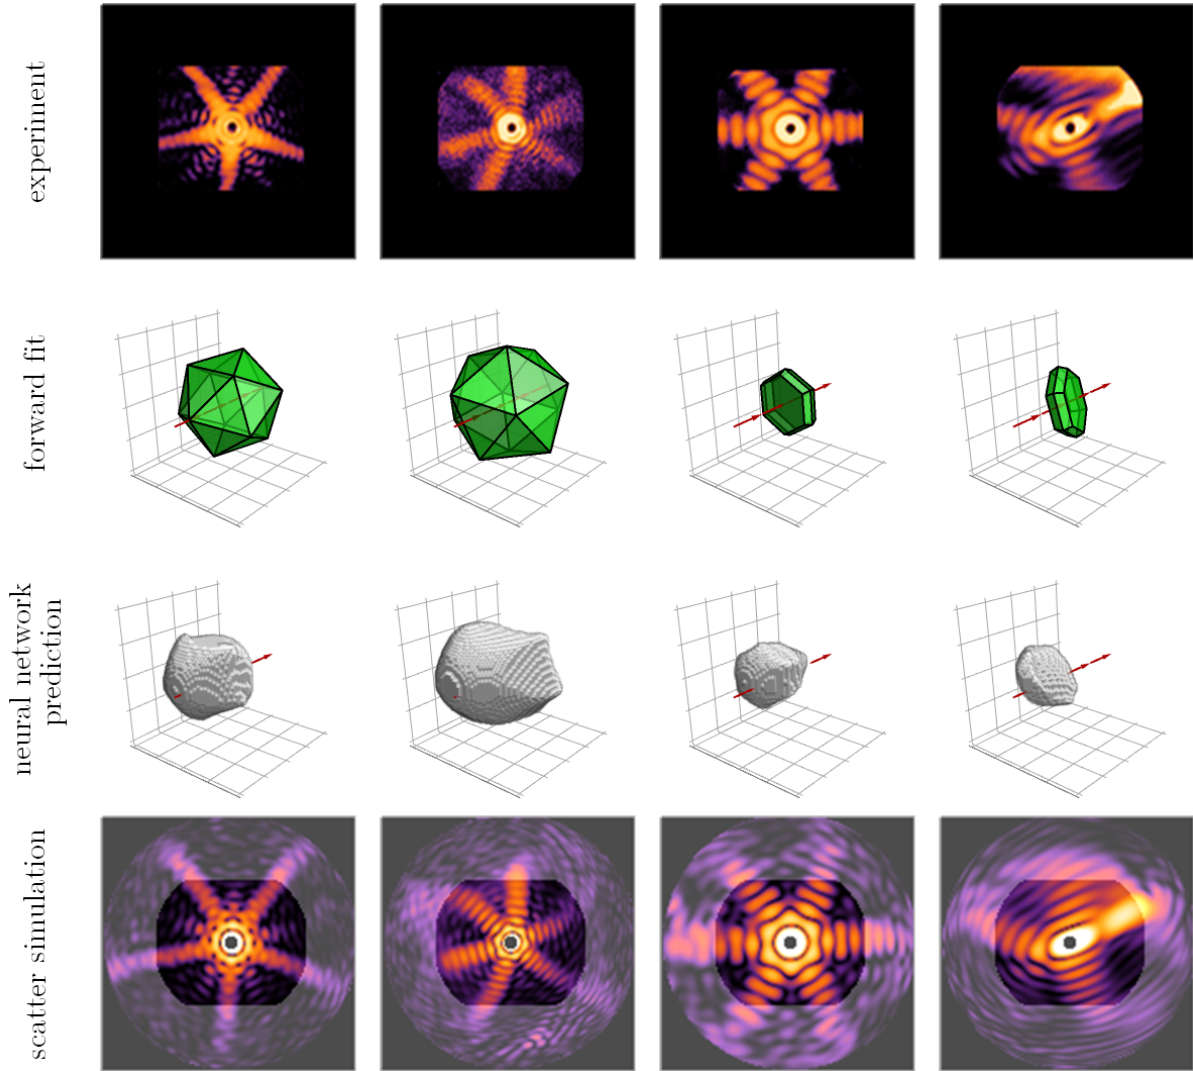 experiment
forward fit
neural network
prediction
scatter simulation